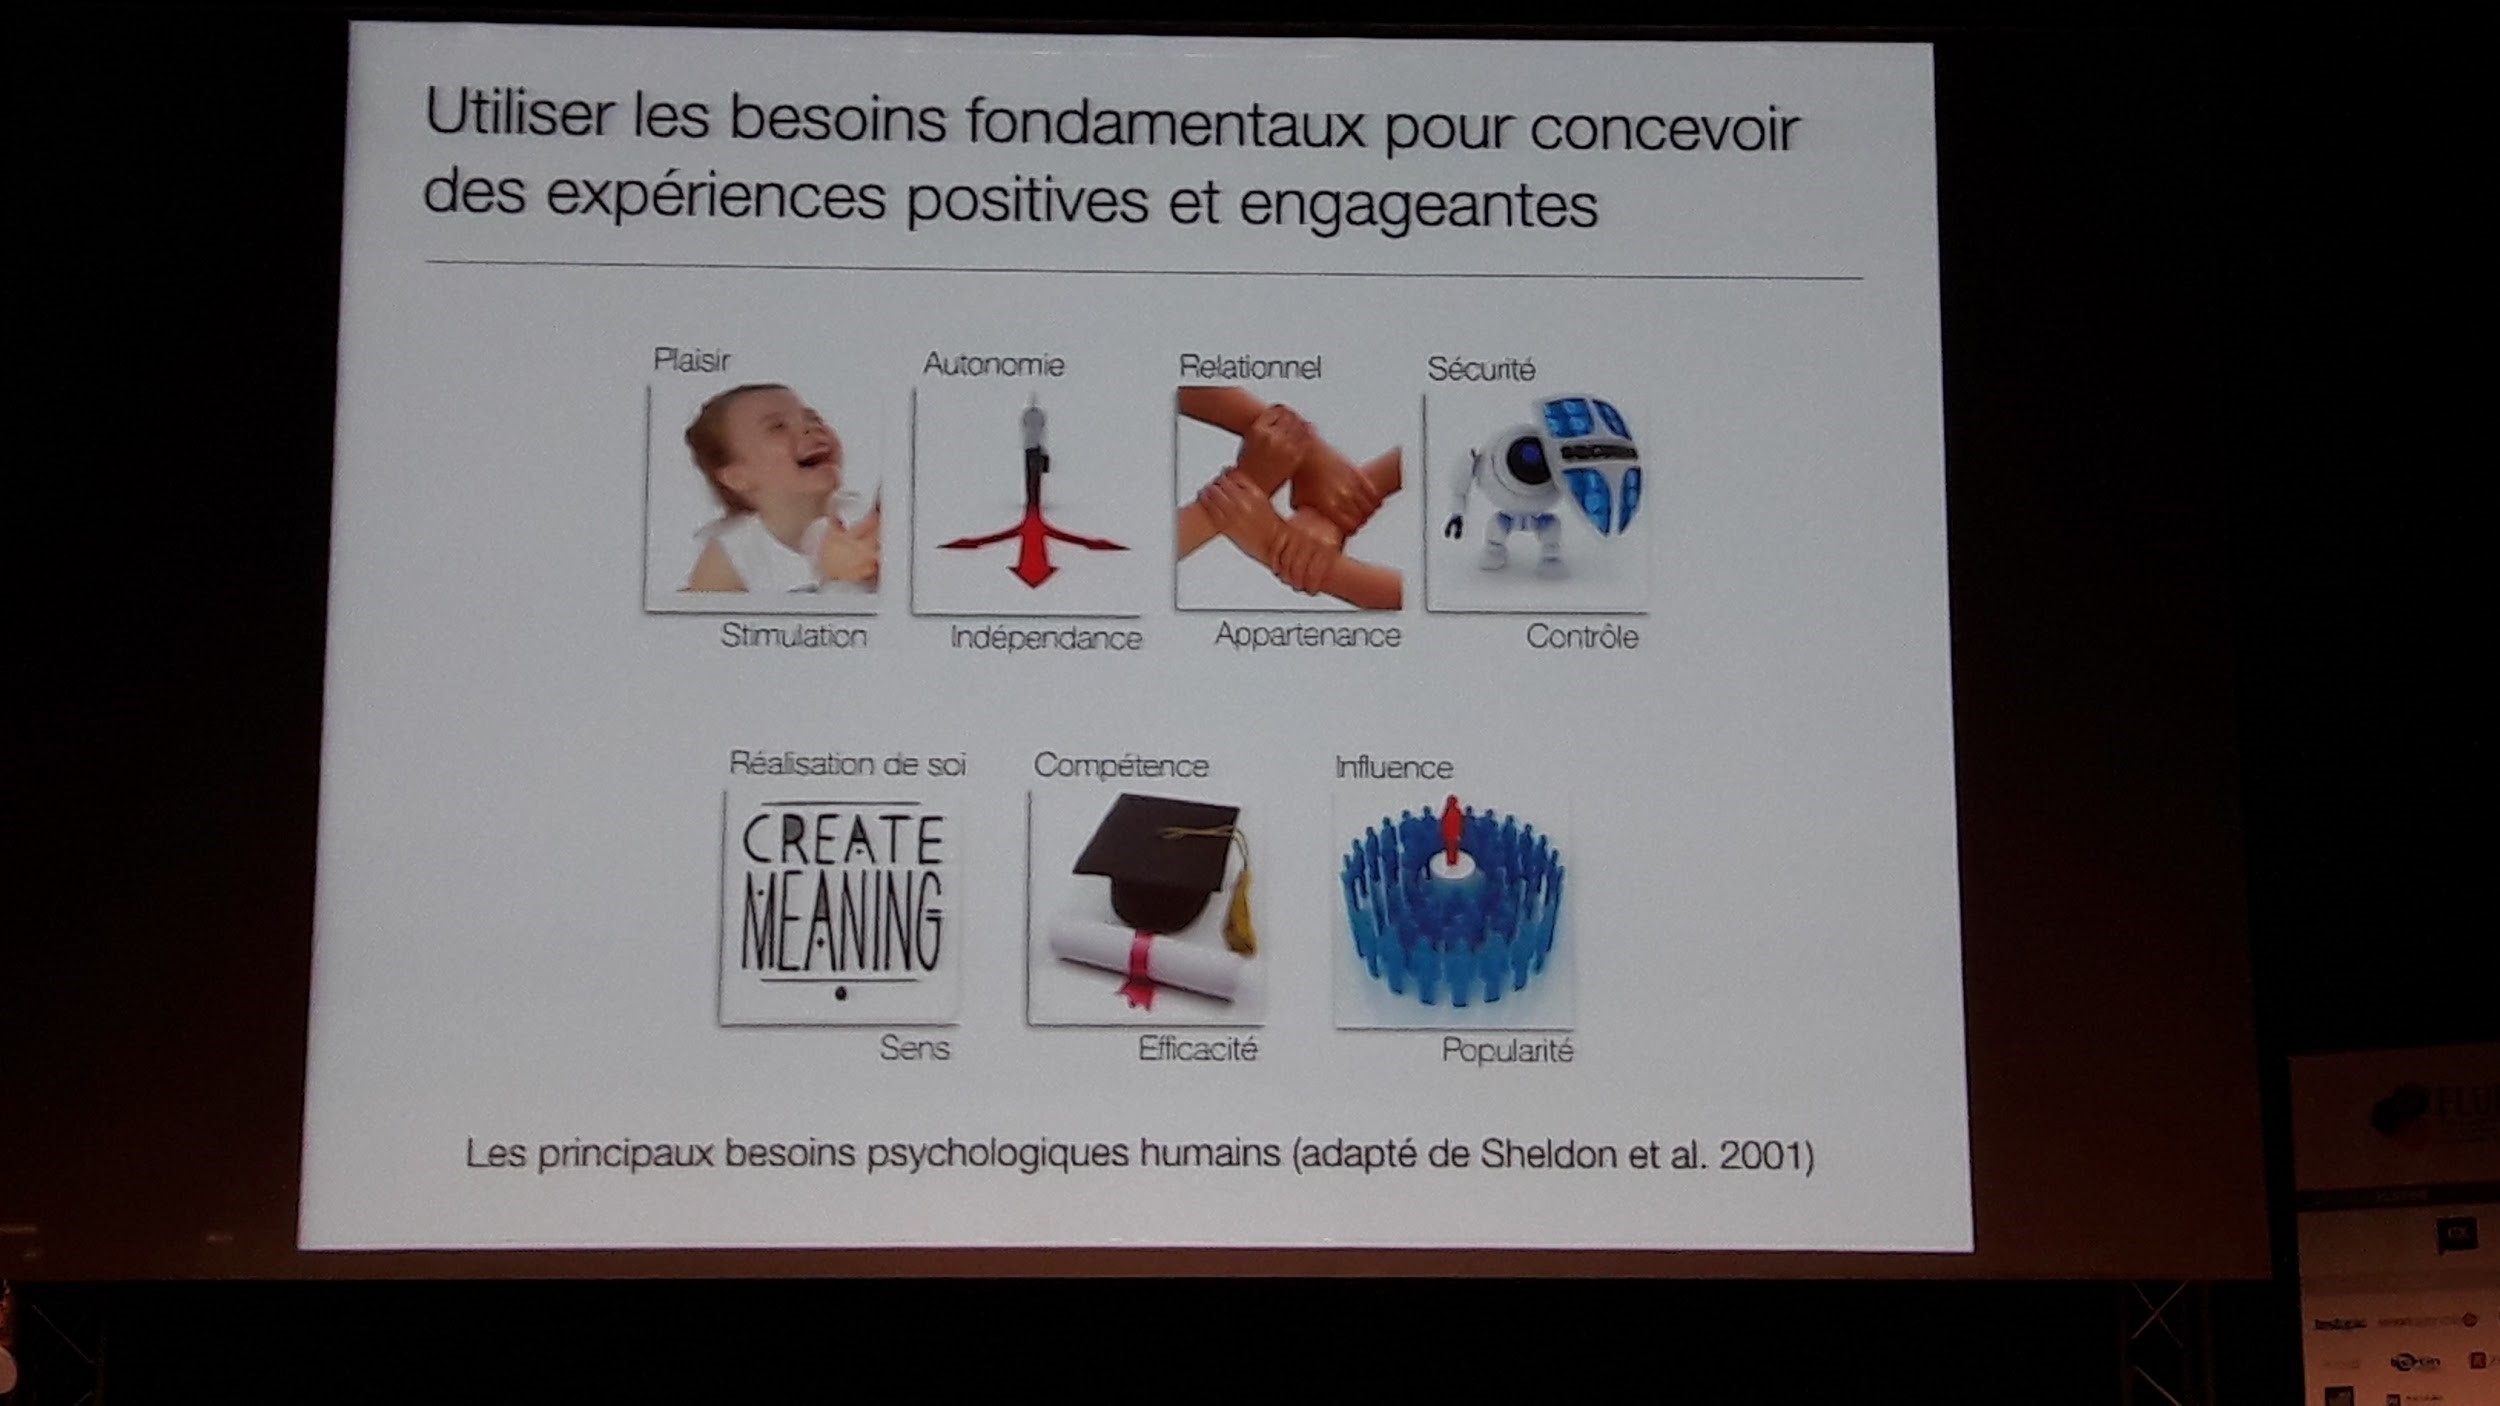 Utiliser les besoins fondamentaux pour concevoir
des expériences positives et engageantes
Plaisir
Autonomie
Relationnel
Sécurité
Stimulation
Indépendance
Appartenance
Contrôle
Réalisation de soi
Compétence
Influence
CREATE
MEANING
Sens
Efficacité
Popularité
Les principaux besoins psychologiques humains (adapté de Sheldon et al. 2001)